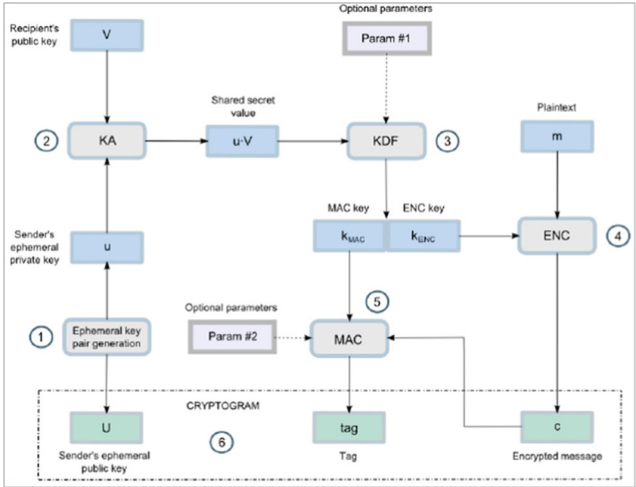 Recipient's
public key
V
Optional parameters
Param #1
2
KA
Shared secret
value
u·V
KDF
3
Plaintext
m
Sender's
ephemeral
private key
u
MAC key
ENC key
kMAC
kENC
ENC
4
1
Ephemeral key
pair generation
Optional parameters
Param #2
5
MAC
CRYPTOGRAM
6
U
Sender's ephemeral
public key
tag
Tag
c
Encrypted message